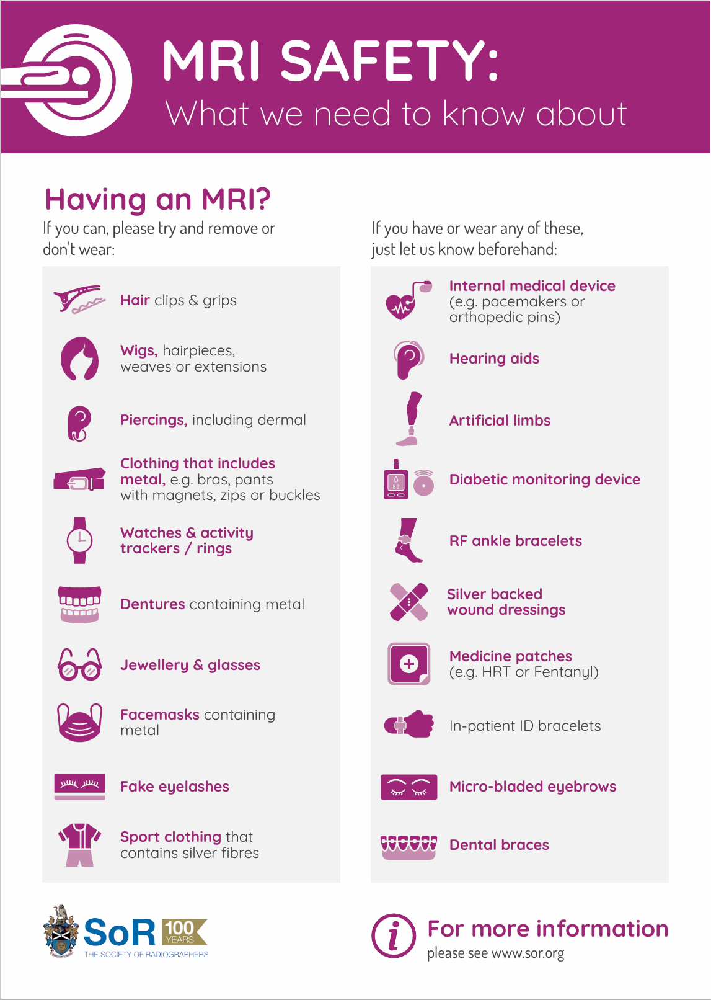 MRI SAFETY:
What we need to know about
Having an MRI?
If you can, please try and remove or
don't wear:
Hair clips & grips
Wigs, hairpieces,
weaves or extensions
Piercings, including dermal
Clothing that includes
metal, e.g. bras, pants
with magnets, zips or buckles
Watches & activity
trackers / rings
Dentures containing metal
Jewellery & glasses
Facemasks containing
metal
Fake eyelashes
Sport clothing that
contains silver fibres
If you have or wear any of these,
just let us know beforehand:
Internal medical device
(e.g. pacemakers or
orthopedic pins)
Hearing aids
Artificial limbs
82
Diabetic monitoring device
RF ankle bracelets
Silver backed
wound dressings
Medicine patches
(e.g. HRT or Fentanyl)
In-patient ID bracelets
Micro-bladed eyebrows
Dental braces
SoR 100
YEARS
THE SOCIETY OF RADIOGRAPHERS
For more information
please see www.sor.org